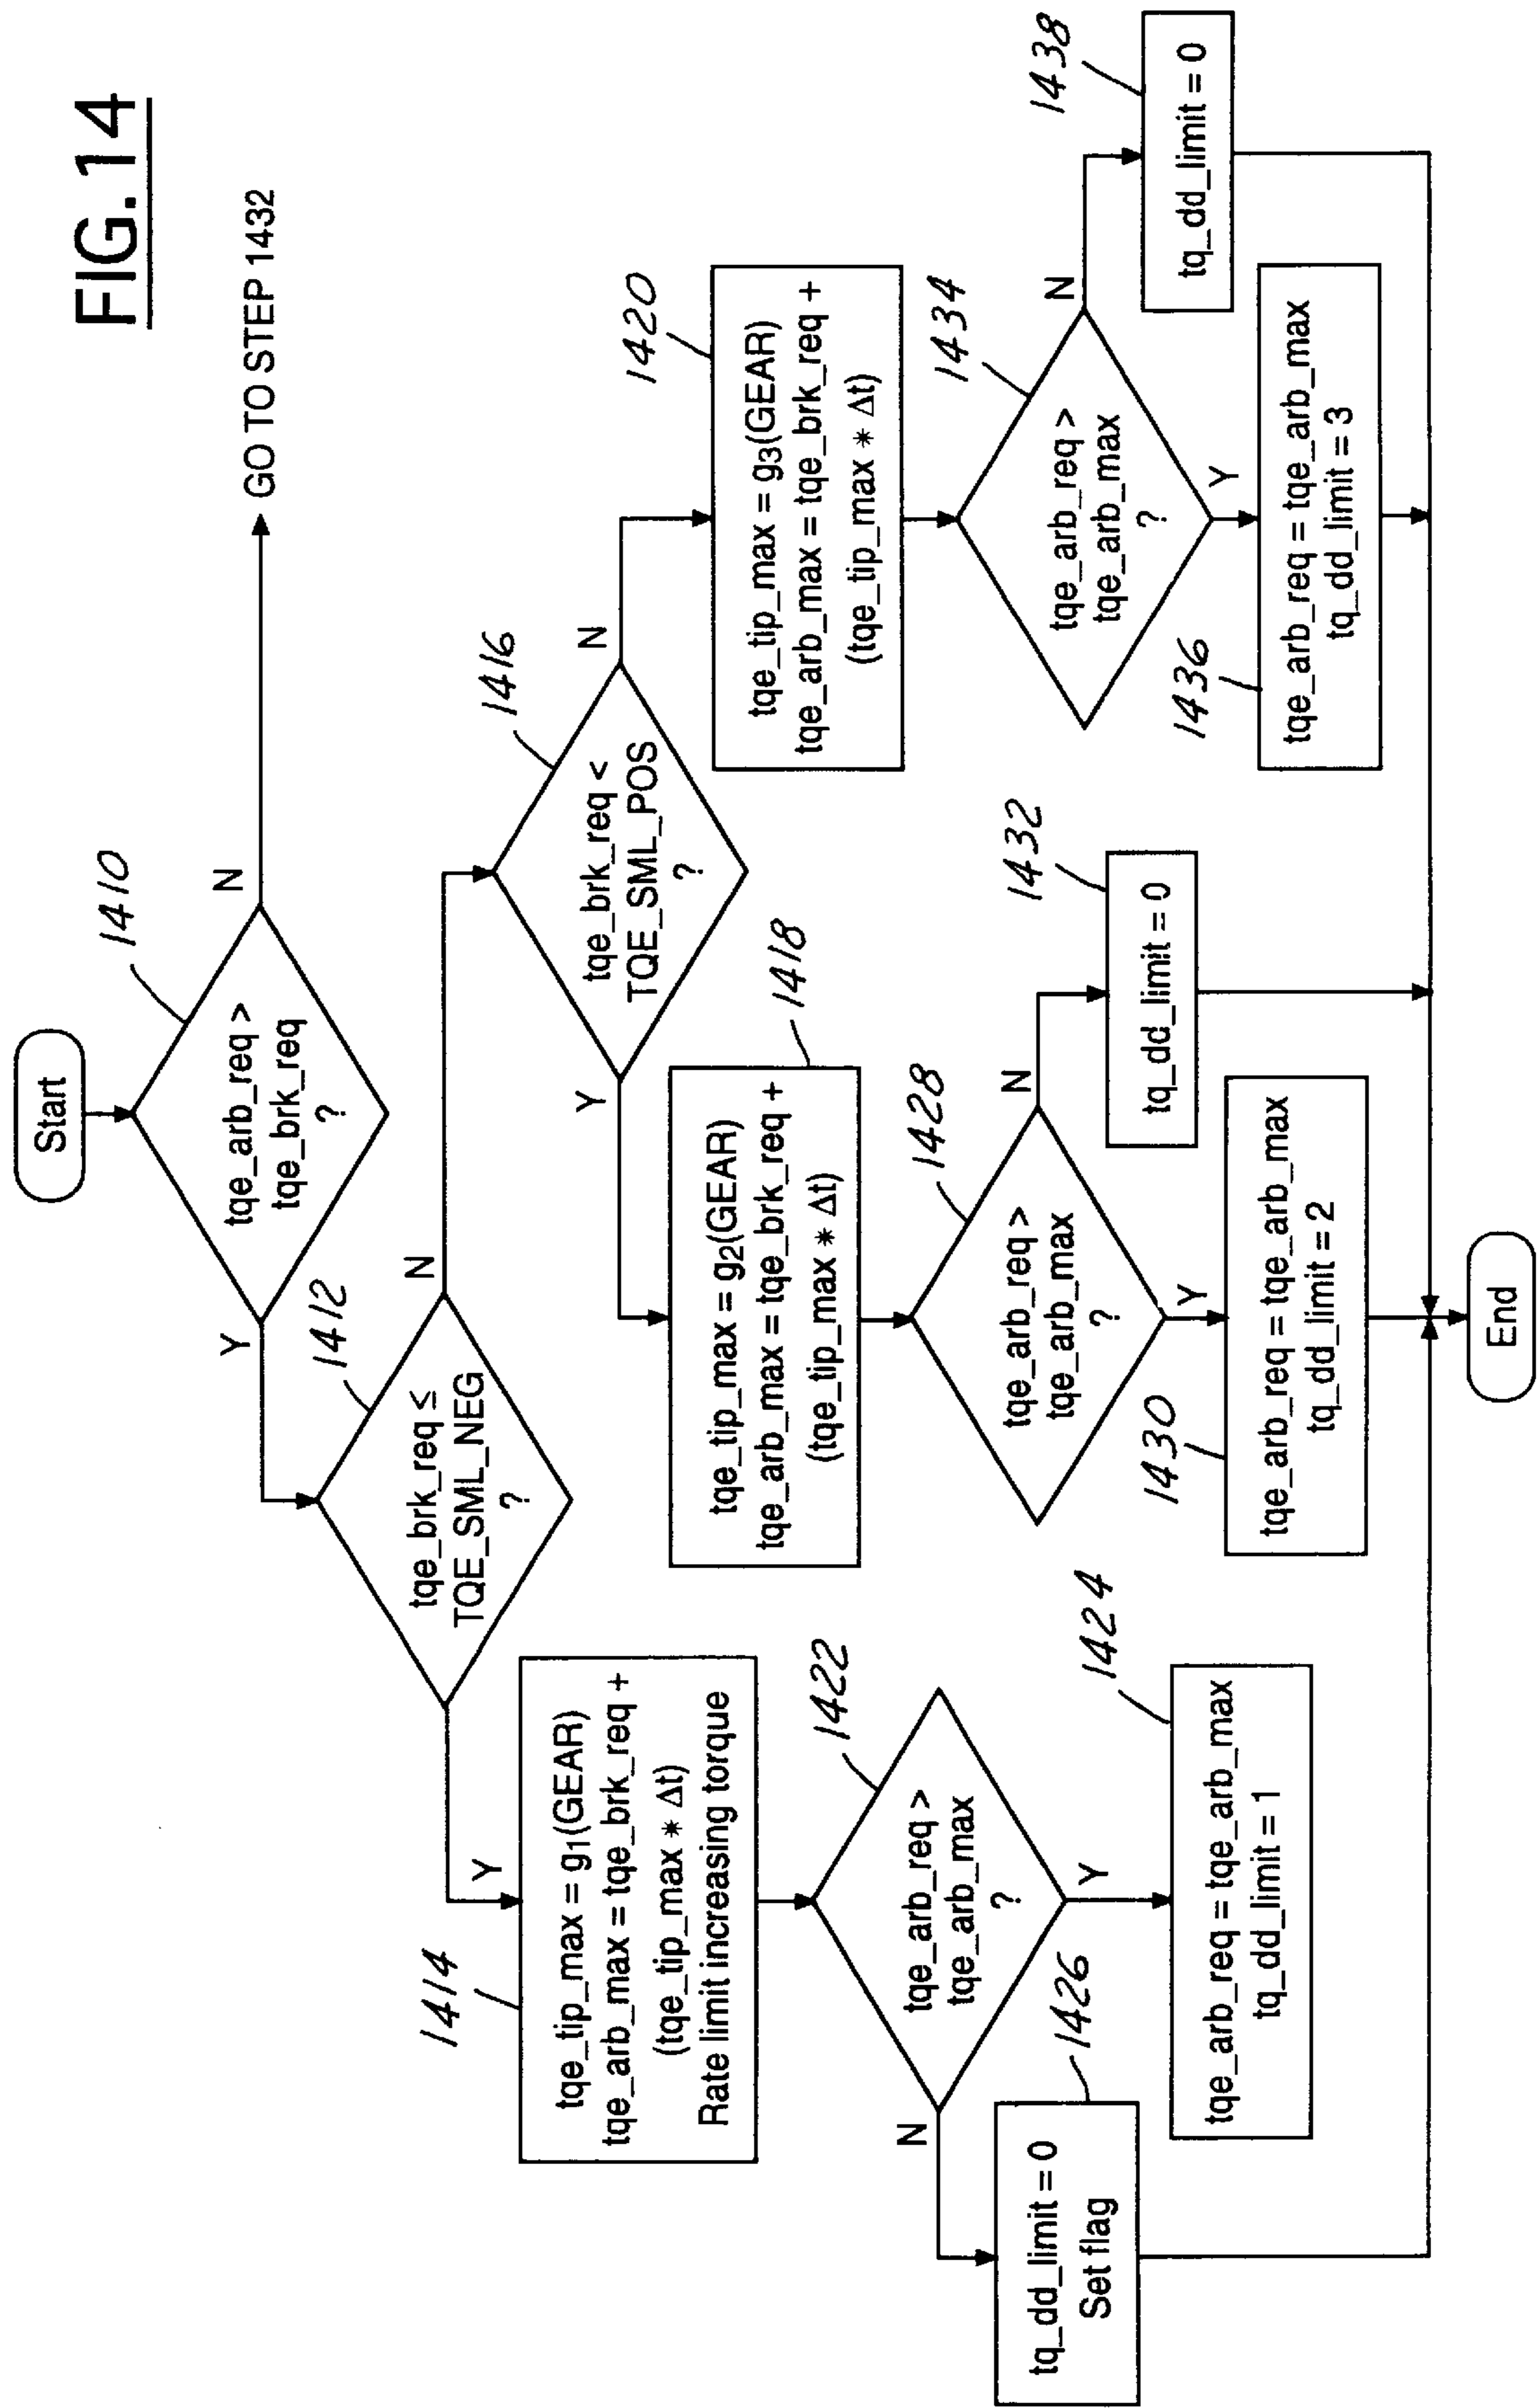 FIG.14
Start
1410
tqe_arb_req >
tqe_brk_req
?
Y
N
GO TO STEP 1432
1412
tqe_brk_req ≤
TQE_SML_NEG
?
Y
N
1414
tqe_tip_max = g1(GEAR)
tqe_arb_max = tqe_brk_req +
(tqe_tip_max * Δt)
Rate limit increasing torque
1416
tqe_brk_req <
TQE_SML_POS
?
Y
N
1418
tqe_tip_max = g2(GEAR)
tqe_arb_max = tqe_brk_req +
(tqe_tip_max * Δt)
1420
tqe_tip_max = g3(GEAR)
tqe_arb_max = tqe_brk_req +
(tqe_tip_max * Δt)
1422
tqe_arb_req >
tqe_arb_max
?
N
Y
1426
tq_dd_limit = 0
Set flag
1424
tqe_arb_req = tqe_arb_max
tq_dd_limit = 1
1428
tqe_arb_req >
tqe_arb_max
?
Y
N
1430
tqe_arb_req = tqe_arb_max
tq_dd_limit = 2
1432
tq_dd_limit = 0
1434
tqe_arb_req >
tqe_arb_max
?
Y
N
1436
tqe_arb_req = tqe_arb_max
tq_dd_limit = 3
1438
tq_dd_limit = 0
End